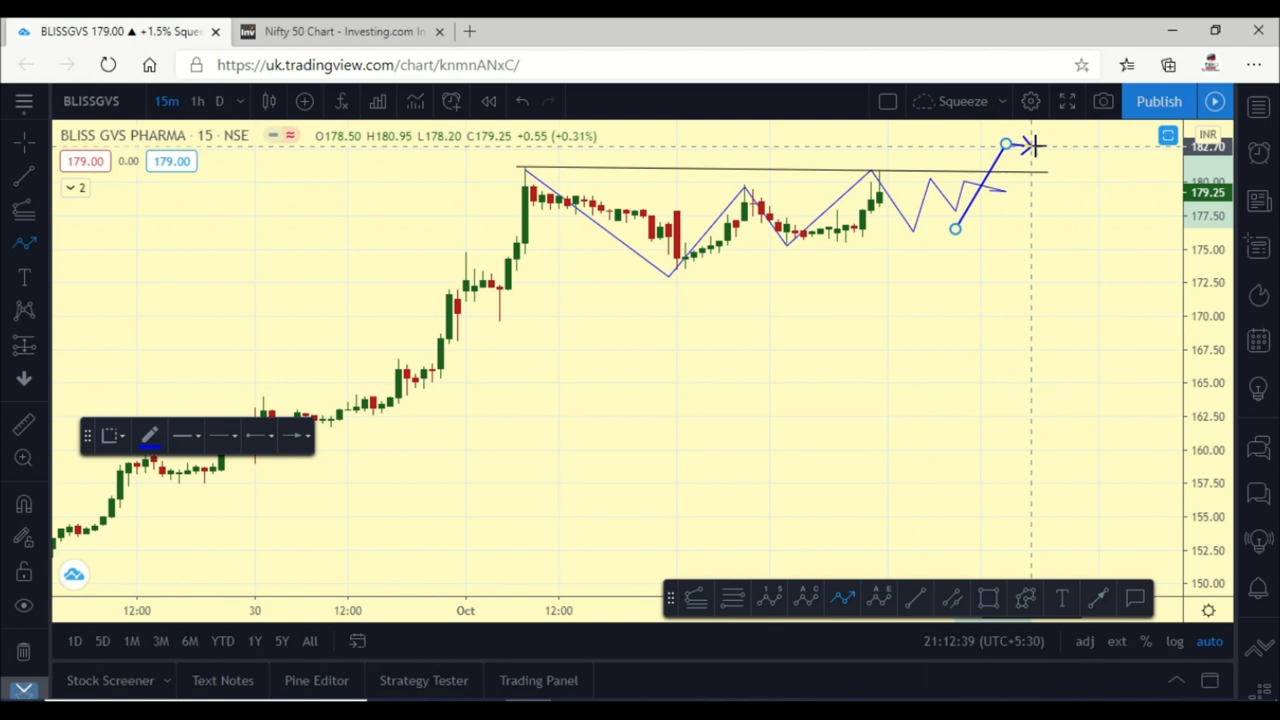 BLISSGVS 179.00 ▲ +1.5% Squee
Nifty 50 Chart - Investing.com In
https://uk.tradingview.com/chart/knmnANxC/
BLISSGVS 15m 1h D Squeeze Publish
BLISS GVS PHARMA · 15 · NSE O178.50 H180.95 L178.20 C179.25 +0.55 (+0.31%)
INR
182.70
179.00 0.00 179.00
180.00
2
179.25
177.50
175.00
172.50
170.00
167.50
165.00
162.50
160.00
157.50
155.00
152.50
150.00
12:00 30 12:00 Oct 12:00
1D 5D 1M 3M 6M YTD 1Y 5Y All 21:12:39 (UTC+5:30) adj ext % log auto
Stock Screener Text Notes Pine Editor Strategy Tester Trading Panel